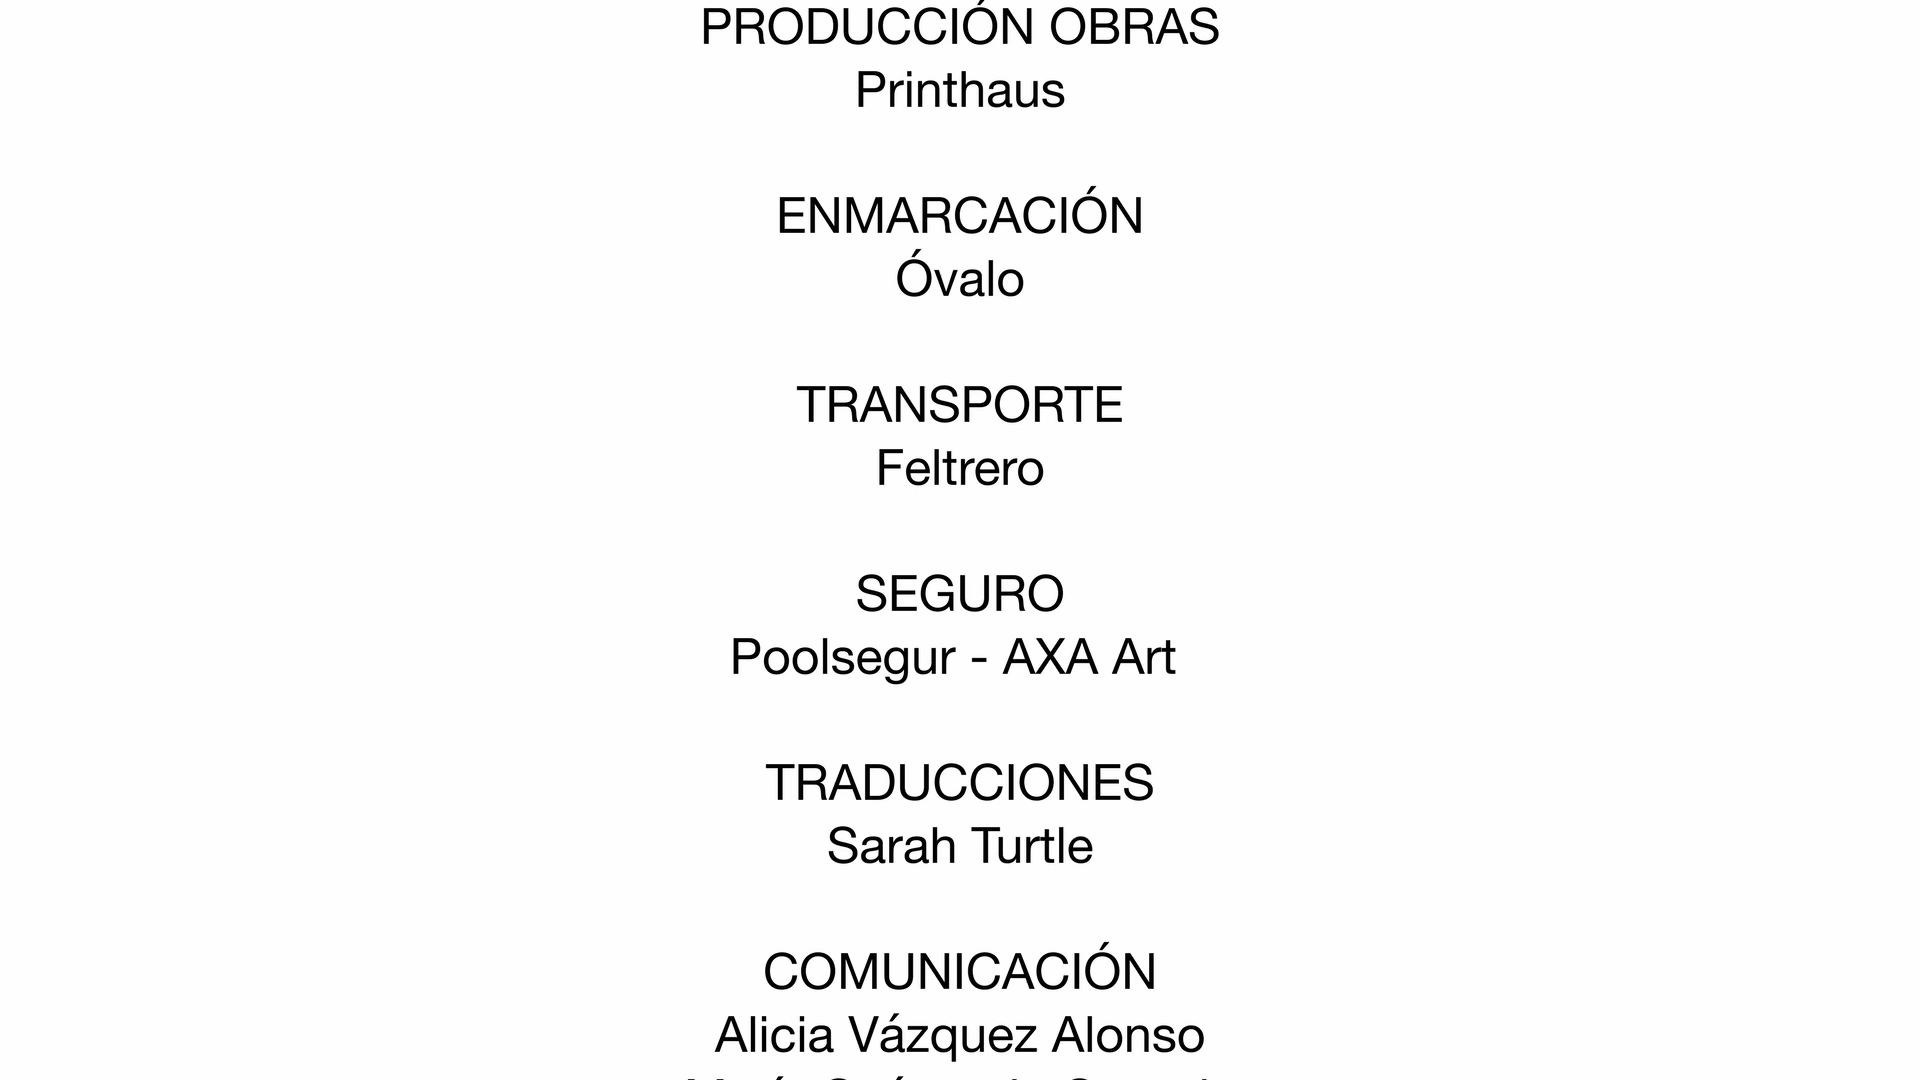 PRODUCCIÓN OBRAS
Printhaus
ENMARCACIÓN
Óvalo
TRANSPORTE
Feltrero
SEGURO
Poolsegur - AXA Art
TRADUCCIONES
Sarah Turtle
COMUNICACIÓN
Alicia Vázquez Alonso